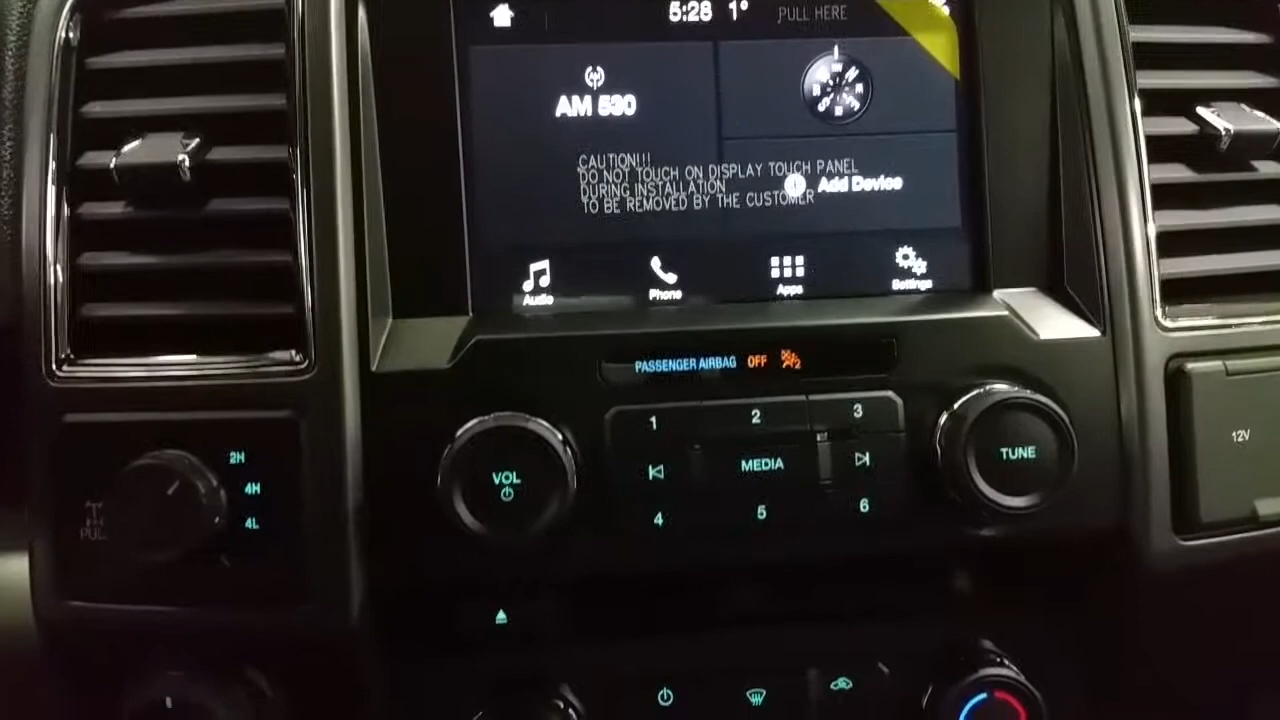 5:28 1° PULL HERE
AM 530
CAUTION!!!
DO NOT TOUCH ON DISPLAY TOUCH PANEL
DURING INSTALLATION
TO BE REMOVED BY THE CUSTOMER
Add Device
Audio Phone Apps Settings
PASSENGER AIRBAG OFF
1 2 3
VOL
MEDIA
TUNE
4 5 6
2H
4H
4L
PULL
12V